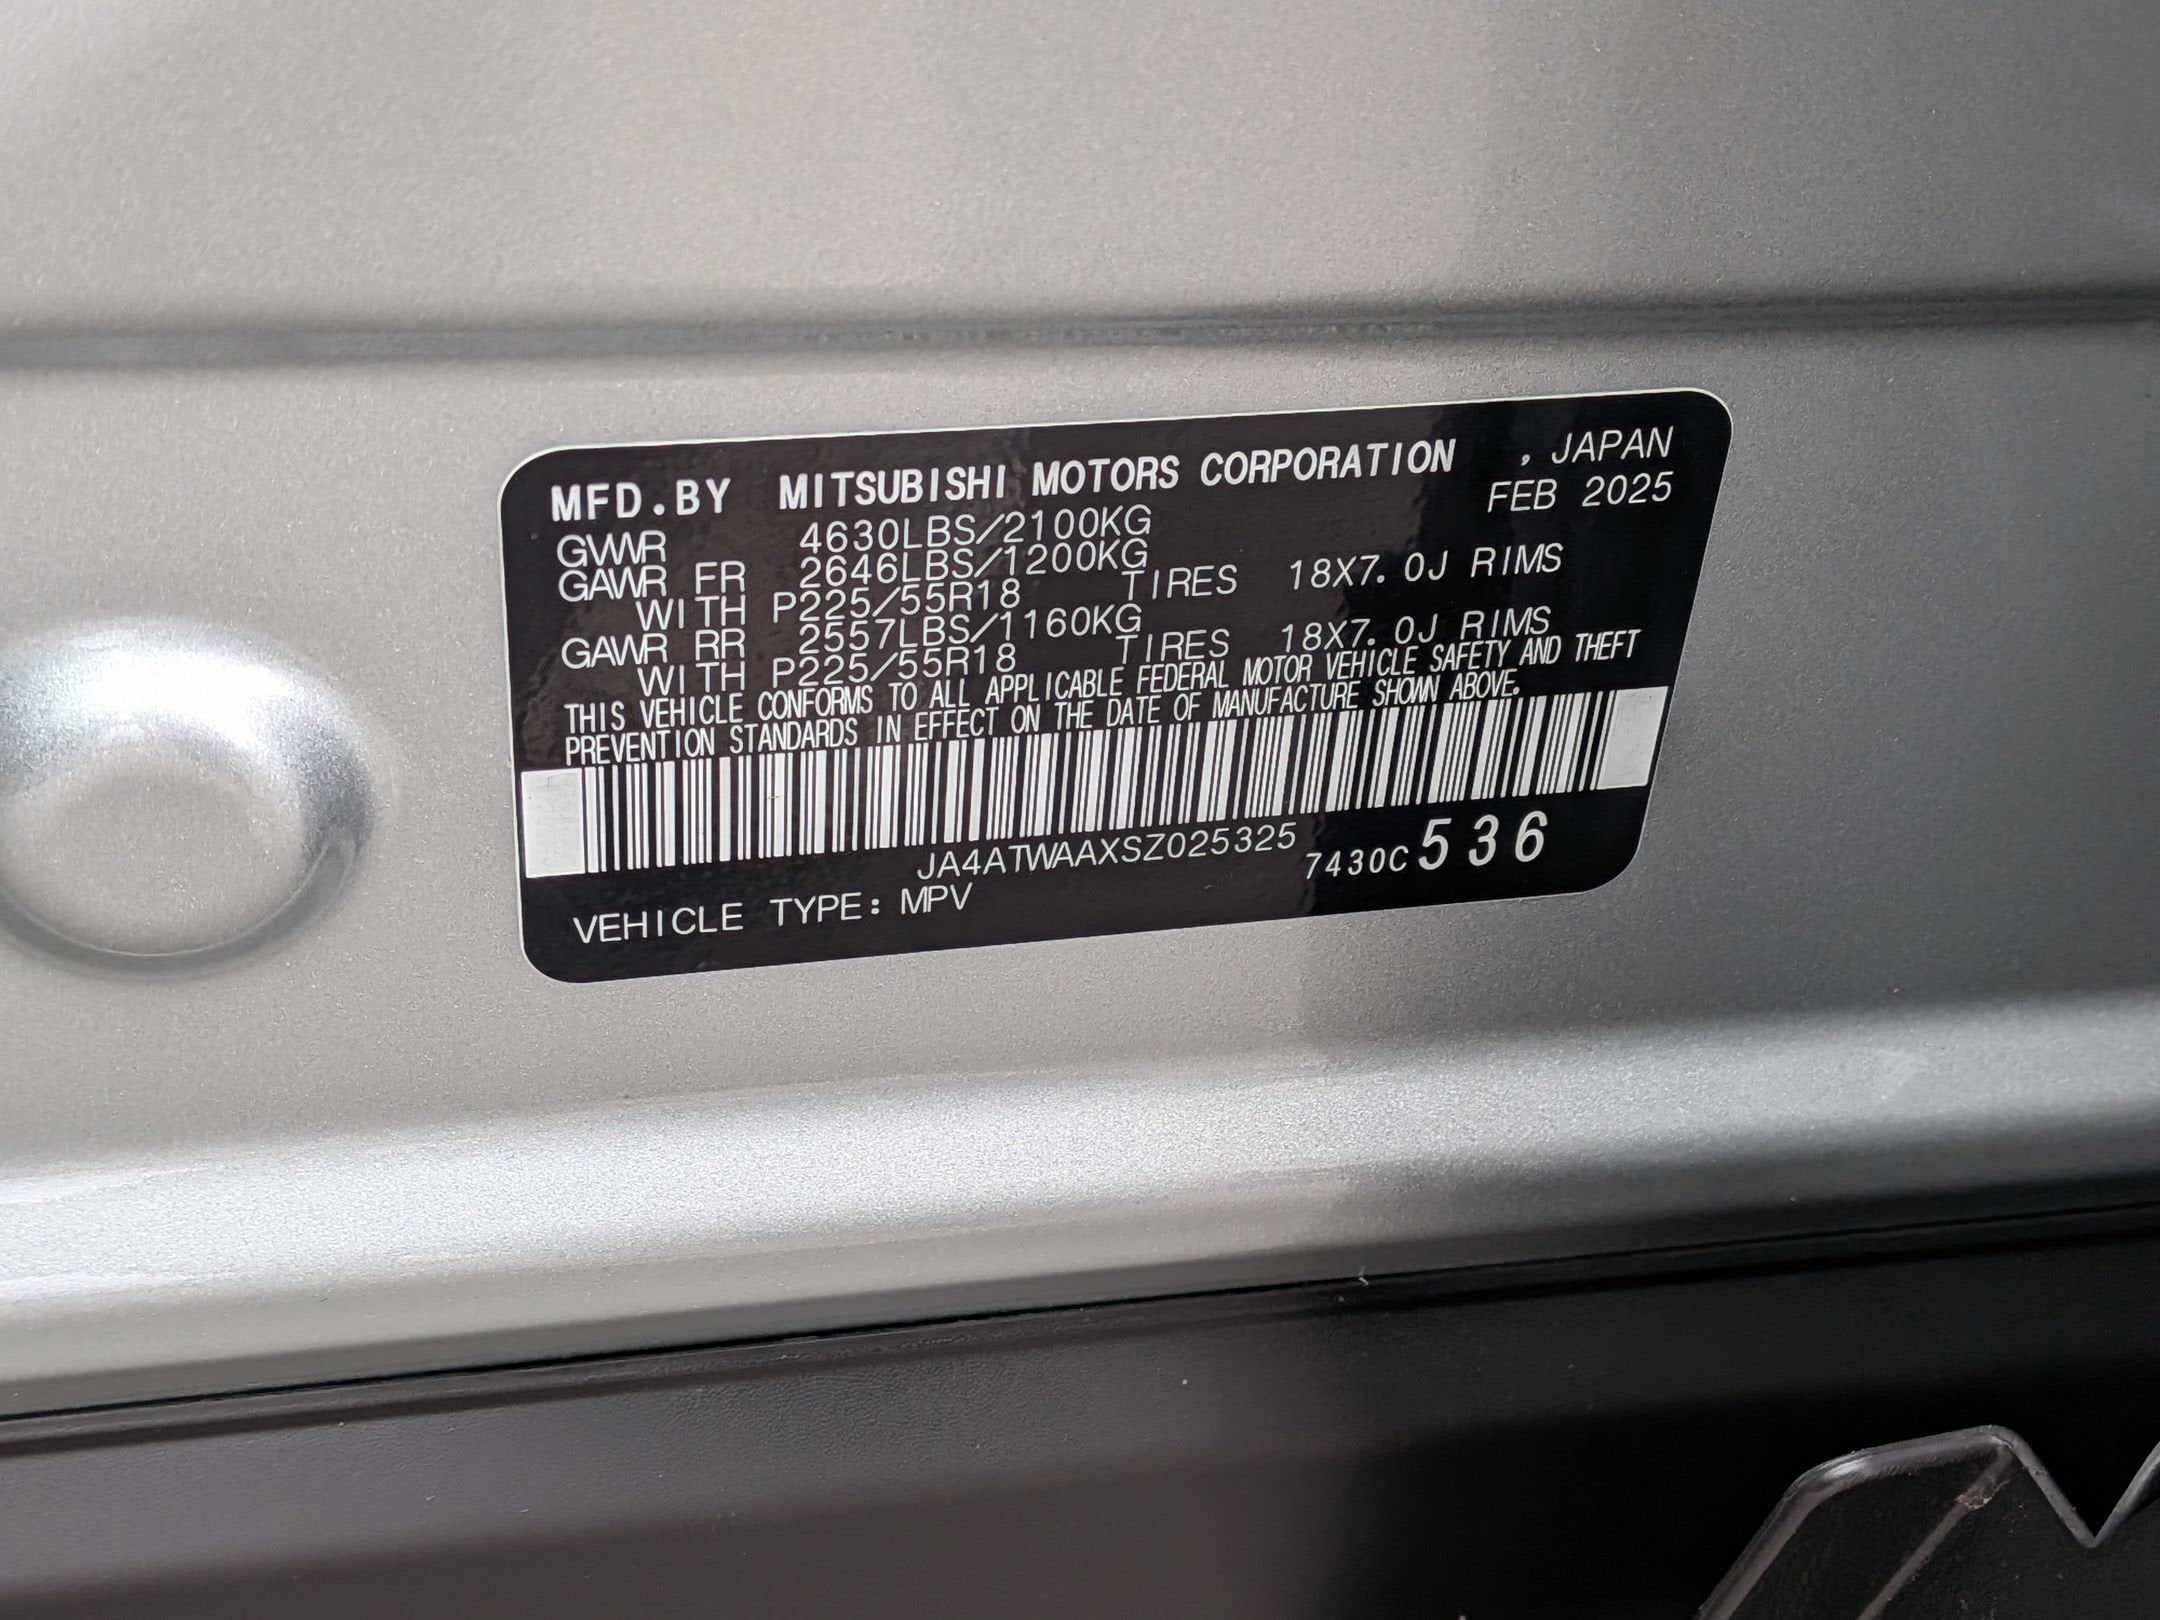 MFD.BY MITSUBISHI MOTORS CORPORATION , JAPAN
FEB 2025
GVWR 4630LBS/2100KG
GAWR FR 2646LBS/1200KG
WITH P225/55R18 TIRES 18X7.0J RIMS
GAWR RR 2557LBS/1160KG
WITH P225/55R18 TIRES 18X7.0J RIMS
THIS VEHICLE CONFORMS TO ALL APPLICABLE FEDERAL MOTOR VEHICLE SAFETY AND THEFT
PREVENTION STANDARDS IN EFFECT ON THE DATE OF MANUFACTURE SHOWN ABOVE.
JA4ATWAAXSZ025325 7430C 536
VEHICLE TYPE: MPV